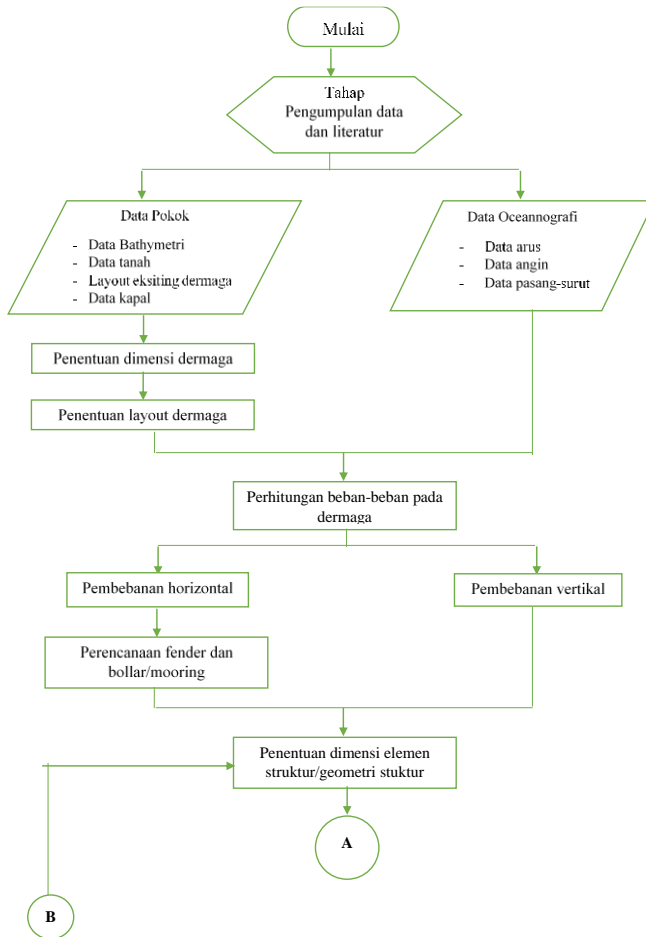 Mulai
Tahap
Pengumpulan data
dan literatur
Data Pokok
- Data Bathymetri
- Data tanah
- Layout eksiting dermaga
- Data kapal
Data Oceannografi
- Data arus
- Data angin
- Data pasang-surut
Penentuan dimensi dermaga
Penentuan layout dermaga
Perhitungan beban-beban pada
dermaga
Pembebanan horizontal
Pembebanan vertikal
Perencanaan fender dan
bollar/mooring
Penentuan dimensi elemen
struktur/geometri stuktur
A
B